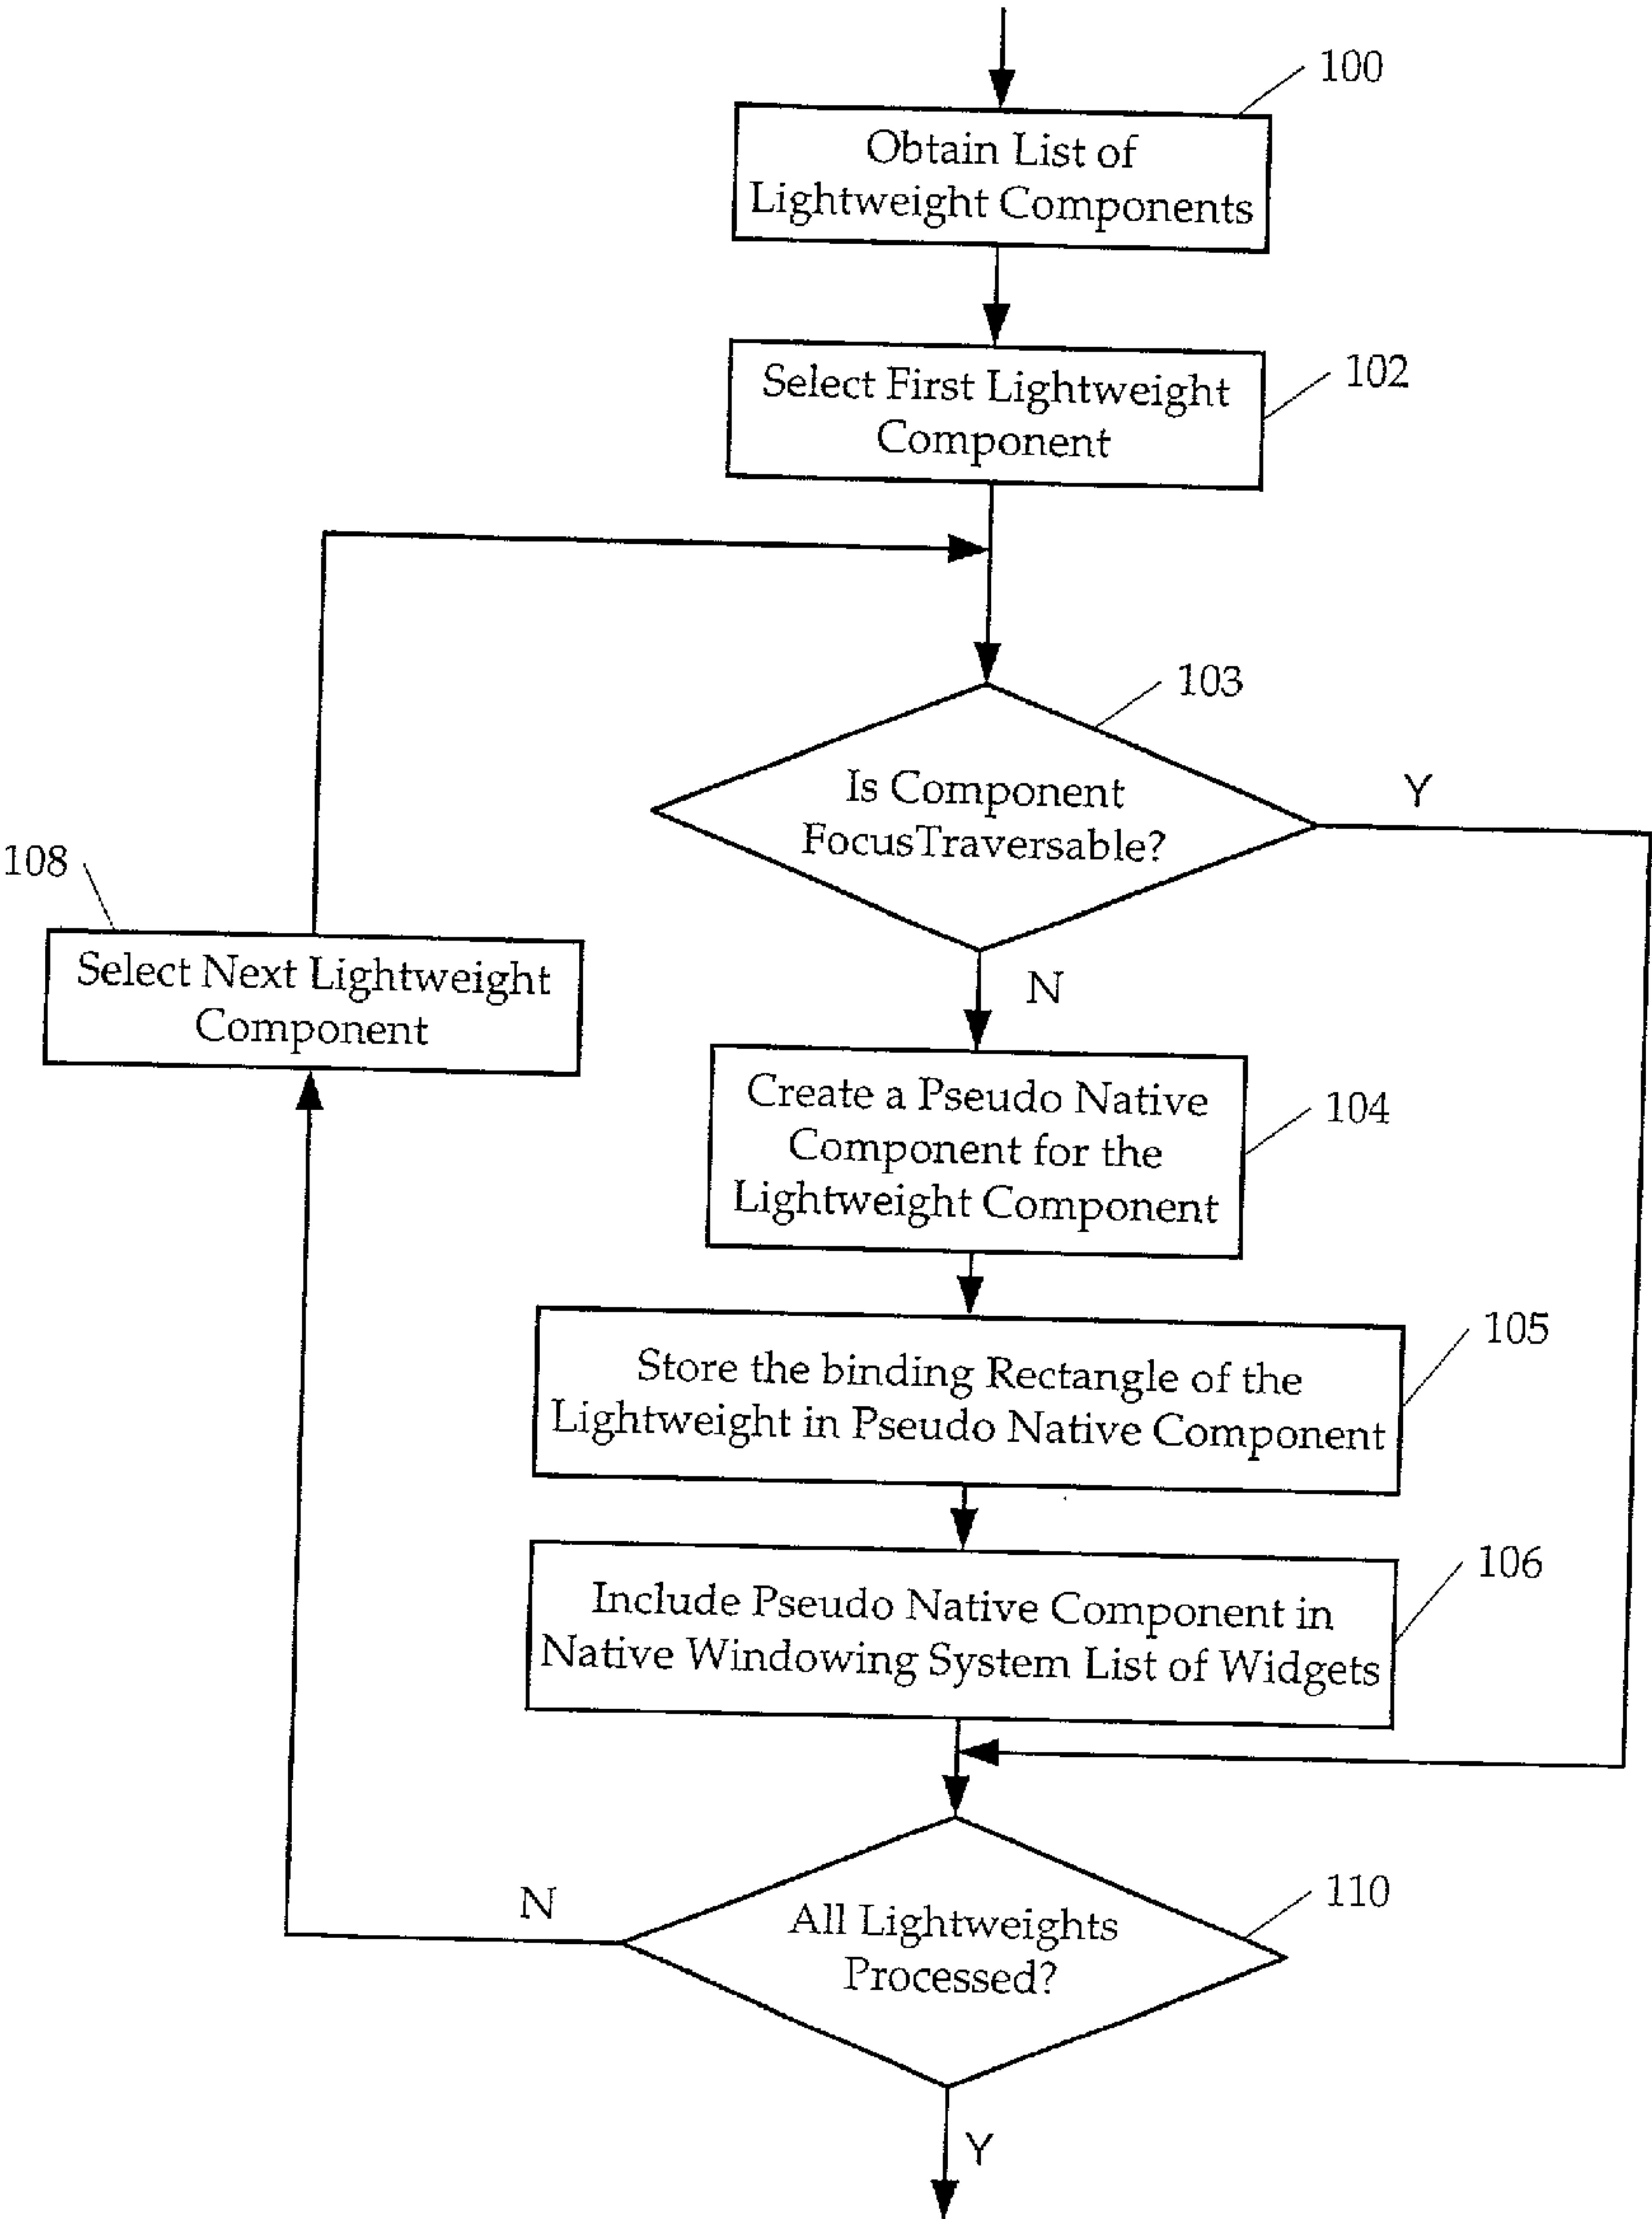 100
Obtain List of
Lightweight Components
102
Select First Lightweight
Component
103
Is Component
FocusTraversable?
Y
108
Select Next Lightweight
Component
N
104
Create a Pseudo Native
Component for the
Lightweight Component
105
Store the binding Rectangle of the
Lightweight in Pseudo Native Component
106
Include Pseudo Native Component in
Native Windowing System List of Widgets
110
N
All Lightweights
Processed?
Y